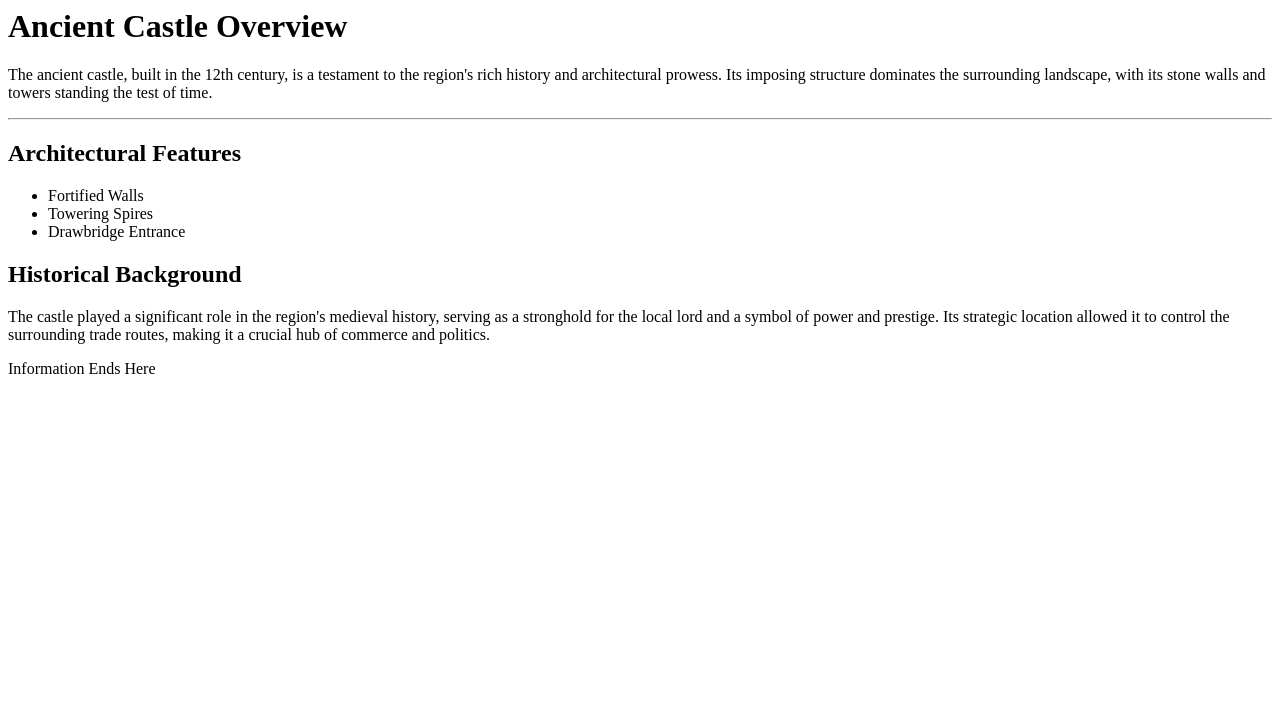 Ancient Castle Overview
The ancient castle, built in the 12th century, is a testament to the region's rich history and architectural prowess. Its imposing structure dominates the surrounding landscape, with its stone walls and
towers standing the test of time.
Architectural Features
• Fortified Walls
• Towering Spires
• Drawbridge Entrance
Historical Background
The castle played a significant role in the region's medieval history, serving as a stronghold for the local lord and a symbol of power and prestige. Its strategic location allowed it to control the
surrounding trade routes, making it a crucial hub of commerce and politics.
Information Ends Here